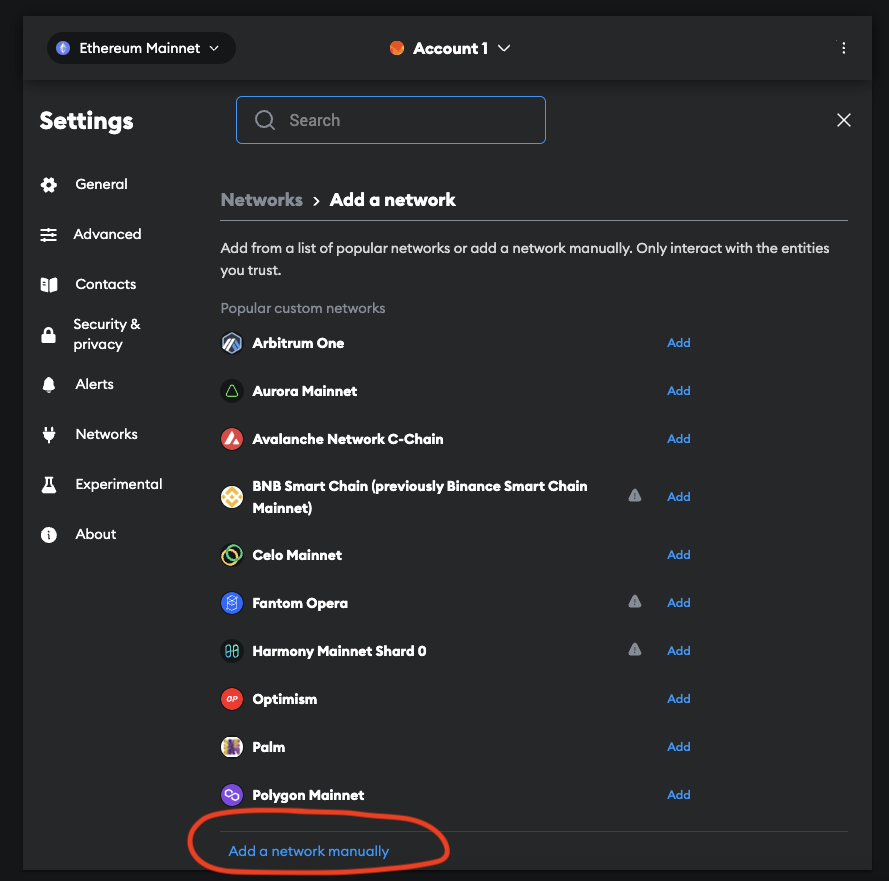 Ethereum Mainnet
Account 1
Settings
Search
General
Advanced
Contacts
Security &
privacy
Alerts
Networks
Experimental
About
Networks > Add a network
Add from a list of popular networks or add a network manually. Only interact with the entities
you trust.
Popular custom networks
Arbitrum One Add
Aurora Mainnet Add
Avalanche Network C-Chain Add
BNB Smart Chain (previously Binance Smart Chain
Mainnet) Add
Celo Mainnet Add
Fantom Opera Add
Harmony Mainnet Shard 0 Add
OP Optimism Add
Palm Add
Polygon Mainnet Add
Add a network manually